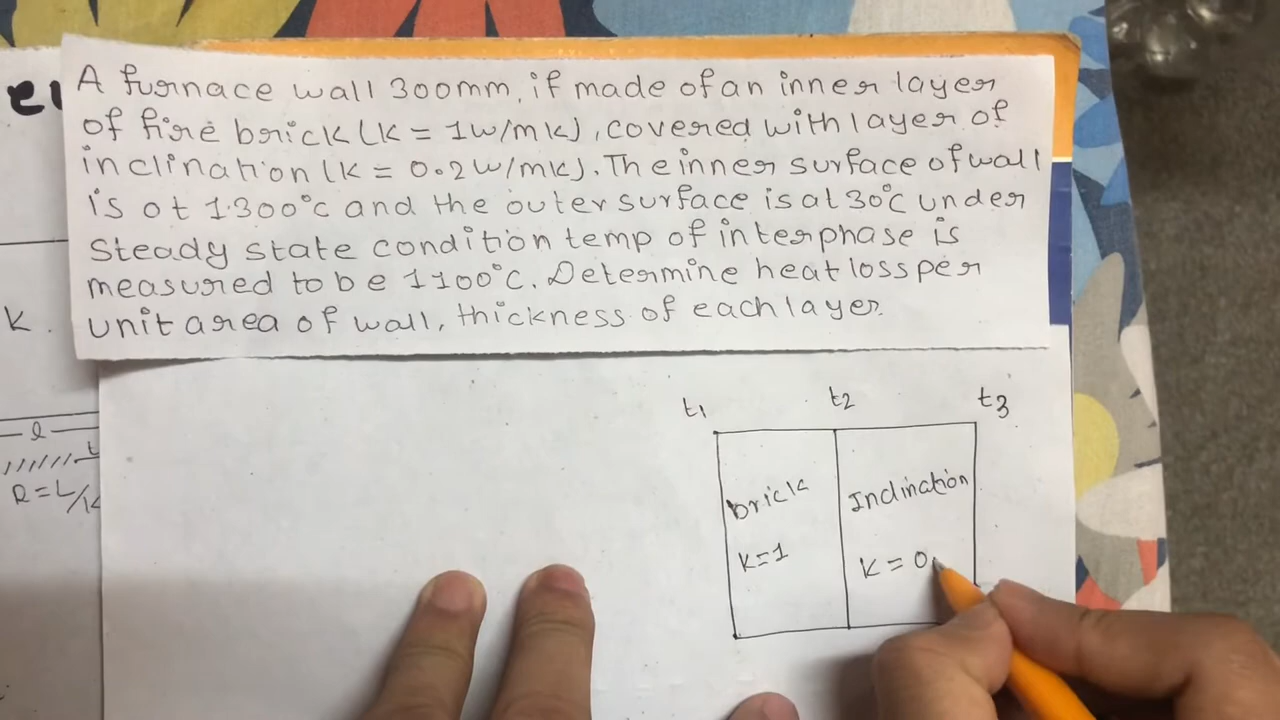 A furnace wall 300mm, if made of an inner layer
of fire brick (K = 1w/mk), covered with layer of
inclination (K = 0.2w/mk). The inner surface of wall
is at 1300°c and the outer surface is at 30°c under
steady state condition temp of interphase is
measured to be 1100°c. Determine heat loss per
unit area of wall, thickness of each layer.
K.
l
t
R=L/K
t1 t2 t3
brick Inclination
K=1 K=0.